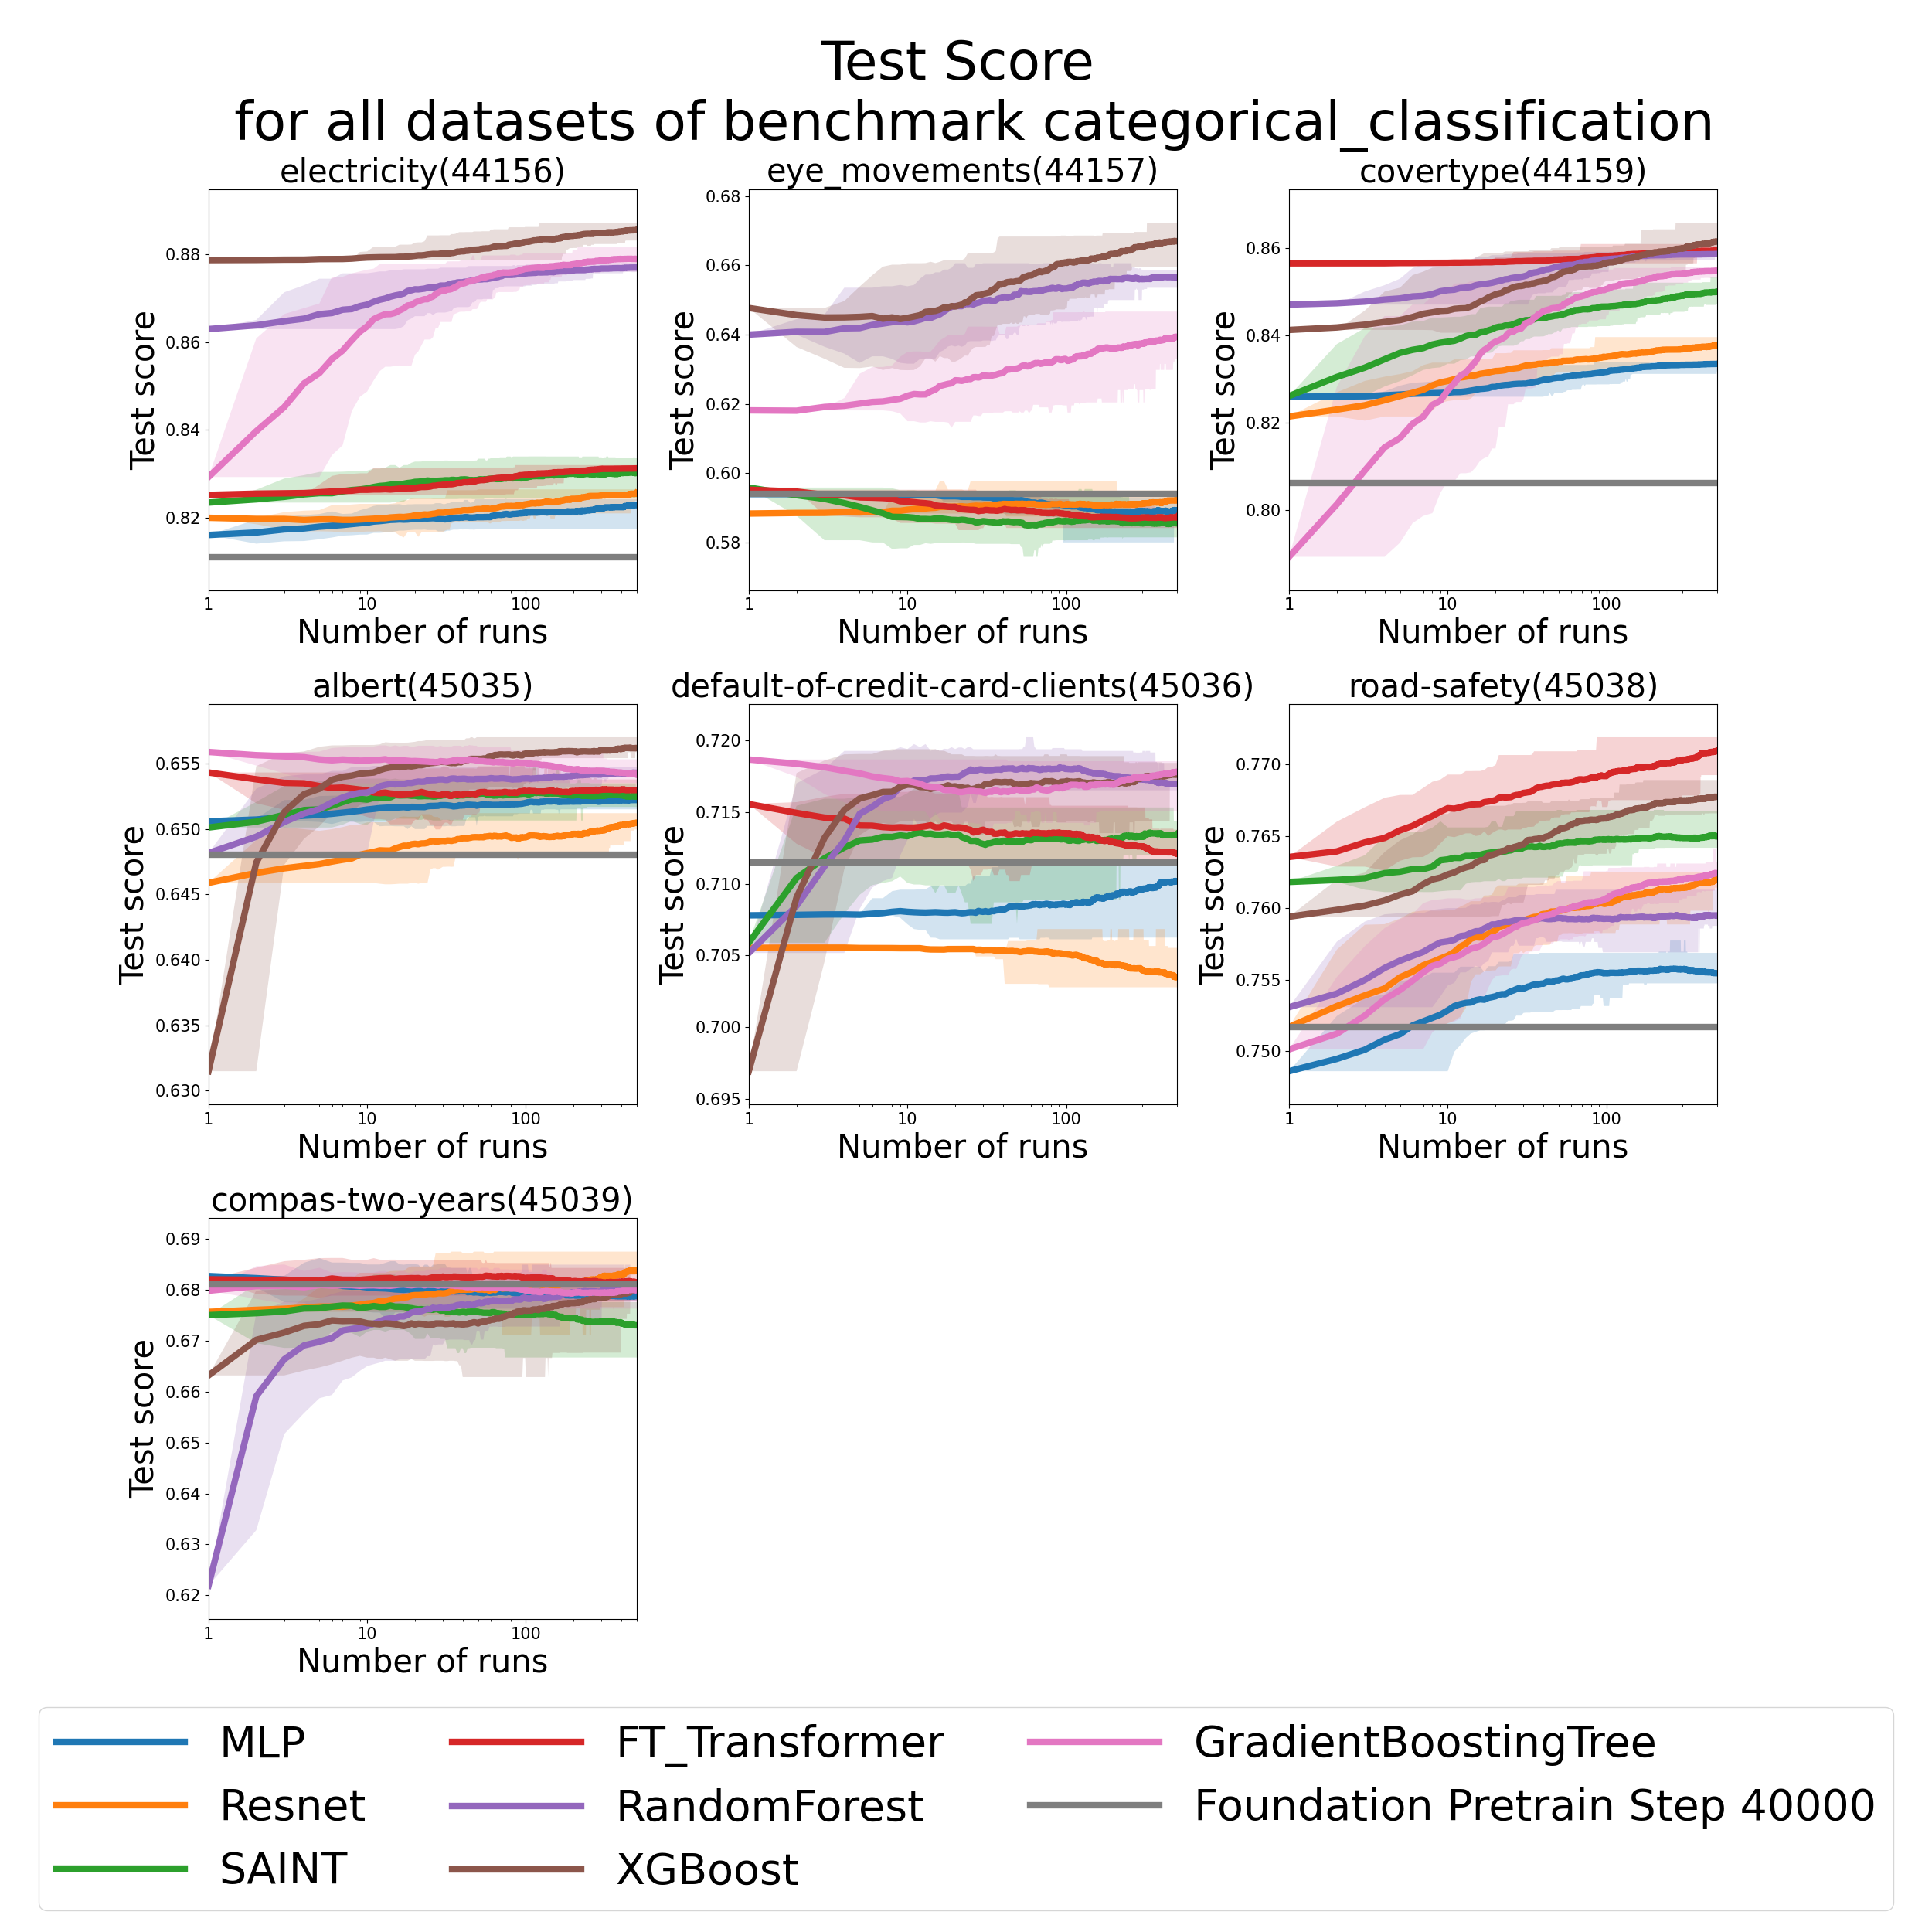 Test Score
for all datasets of benchmark categorical_classification
electricity(44156)
Test score
0.88
0.86
0.84
0.82
1
10
100
Number of runs
eye_movements(44157)
Test score
0.68
0.66
0.64
0.62
0.60
0.58
1
10
100
Number of runs
covertype(44159)
Test score
0.86
0.84
0.82
0.80
1
10
100
Number of runs
albert(45035)
Test score
0.655
0.650
0.645
0.640
0.635
0.630
1
10
100
Number of runs
default-of-credit-card-clients(45036)
Test score
0.720
0.715
0.710
0.705
0.700
0.695
1
10
100
Number of runs
road-safety(45038)
Test score
0.770
0.765
0.760
0.755
0.750
1
10
100
Number of runs
compas-two-years(45039)
Test score
0.69
0.68
0.67
0.66
0.65
0.64
0.63
0.62
1
10
100
Number of runs
MLP
Resnet
SAINT
FT_Transformer
RandomForest
XGBoost
GradientBoostingTree
Foundation Pretrain Step 40000